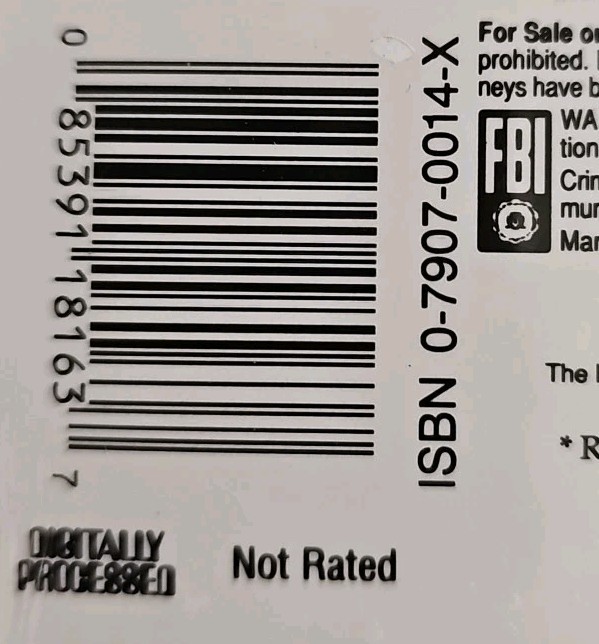 0 85391 18163 7
ISBN 0-7907-0014-X
For Sale o
prohibited.
neys have b
FBI
WA
tion
Crin
mur
Mar
The
* R
DIGITALLY
PROCESSED
Not Rated